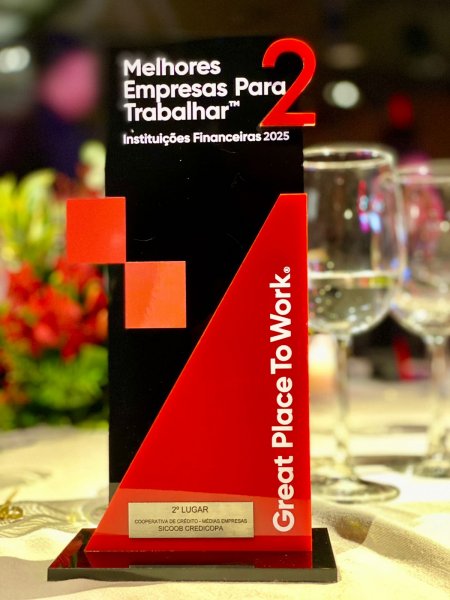 Melhores
Empresas Para
Trabalhar™
2
Instituições Financeiras 2025
Great Place To Work®
2º LUGAR
COOPERATIVA DE CRÉDITO - MÉDIAS EMPRESAS
SICOOB CREDICOPA